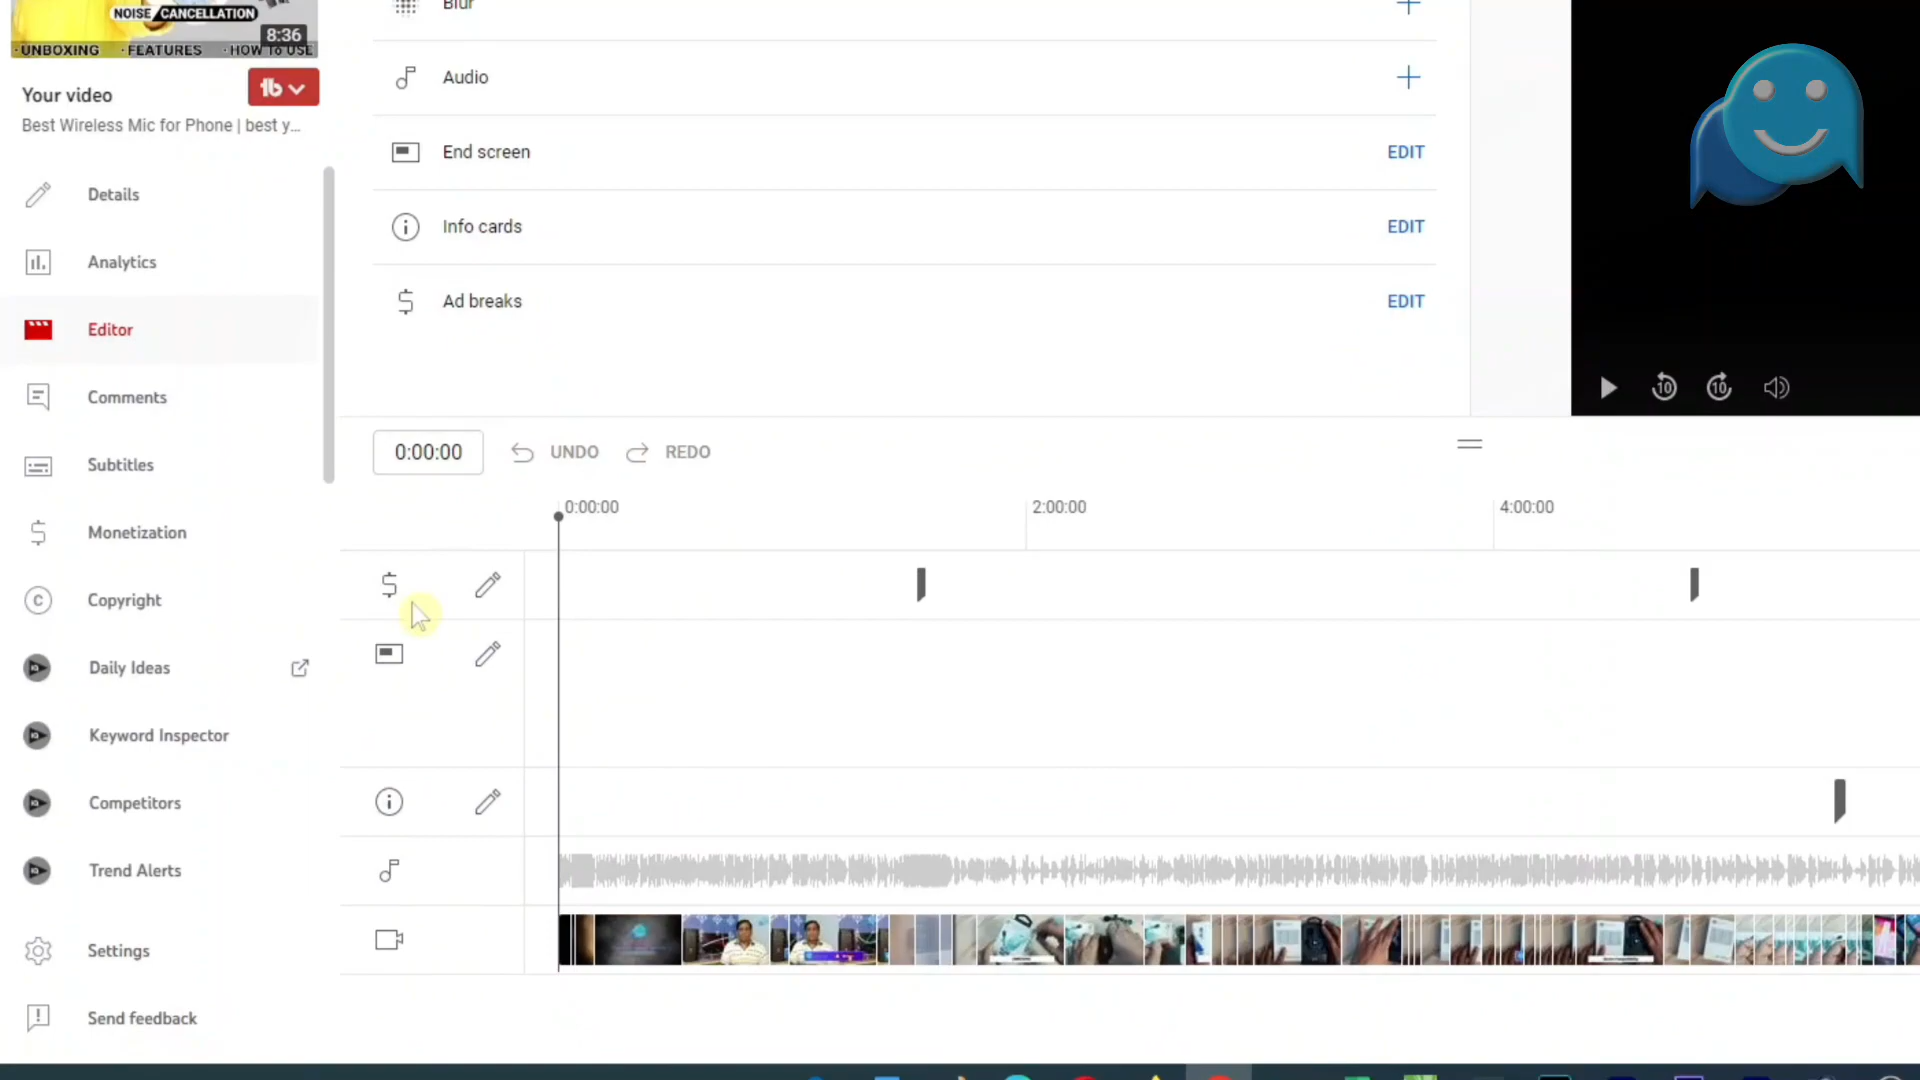 NOISE CANCELLATION
8:36
·UNBOXING ·FEATURES ·HOW TO USE
Your video
tb
Best Wireless Mic for Phone | best y...
Details
Analytics
Editor
Comments
Subtitles
Monetization
Copyright
Daily Ideas
Keyword Inspector
Competitors
Trend Alerts
Settings
Send feedback
Blur
Audio
End screen EDIT
Info cards EDIT
Ad breaks EDIT
10 10
0:00:00 UNDO REDO
0:00:00 2:00:00 4:00:00